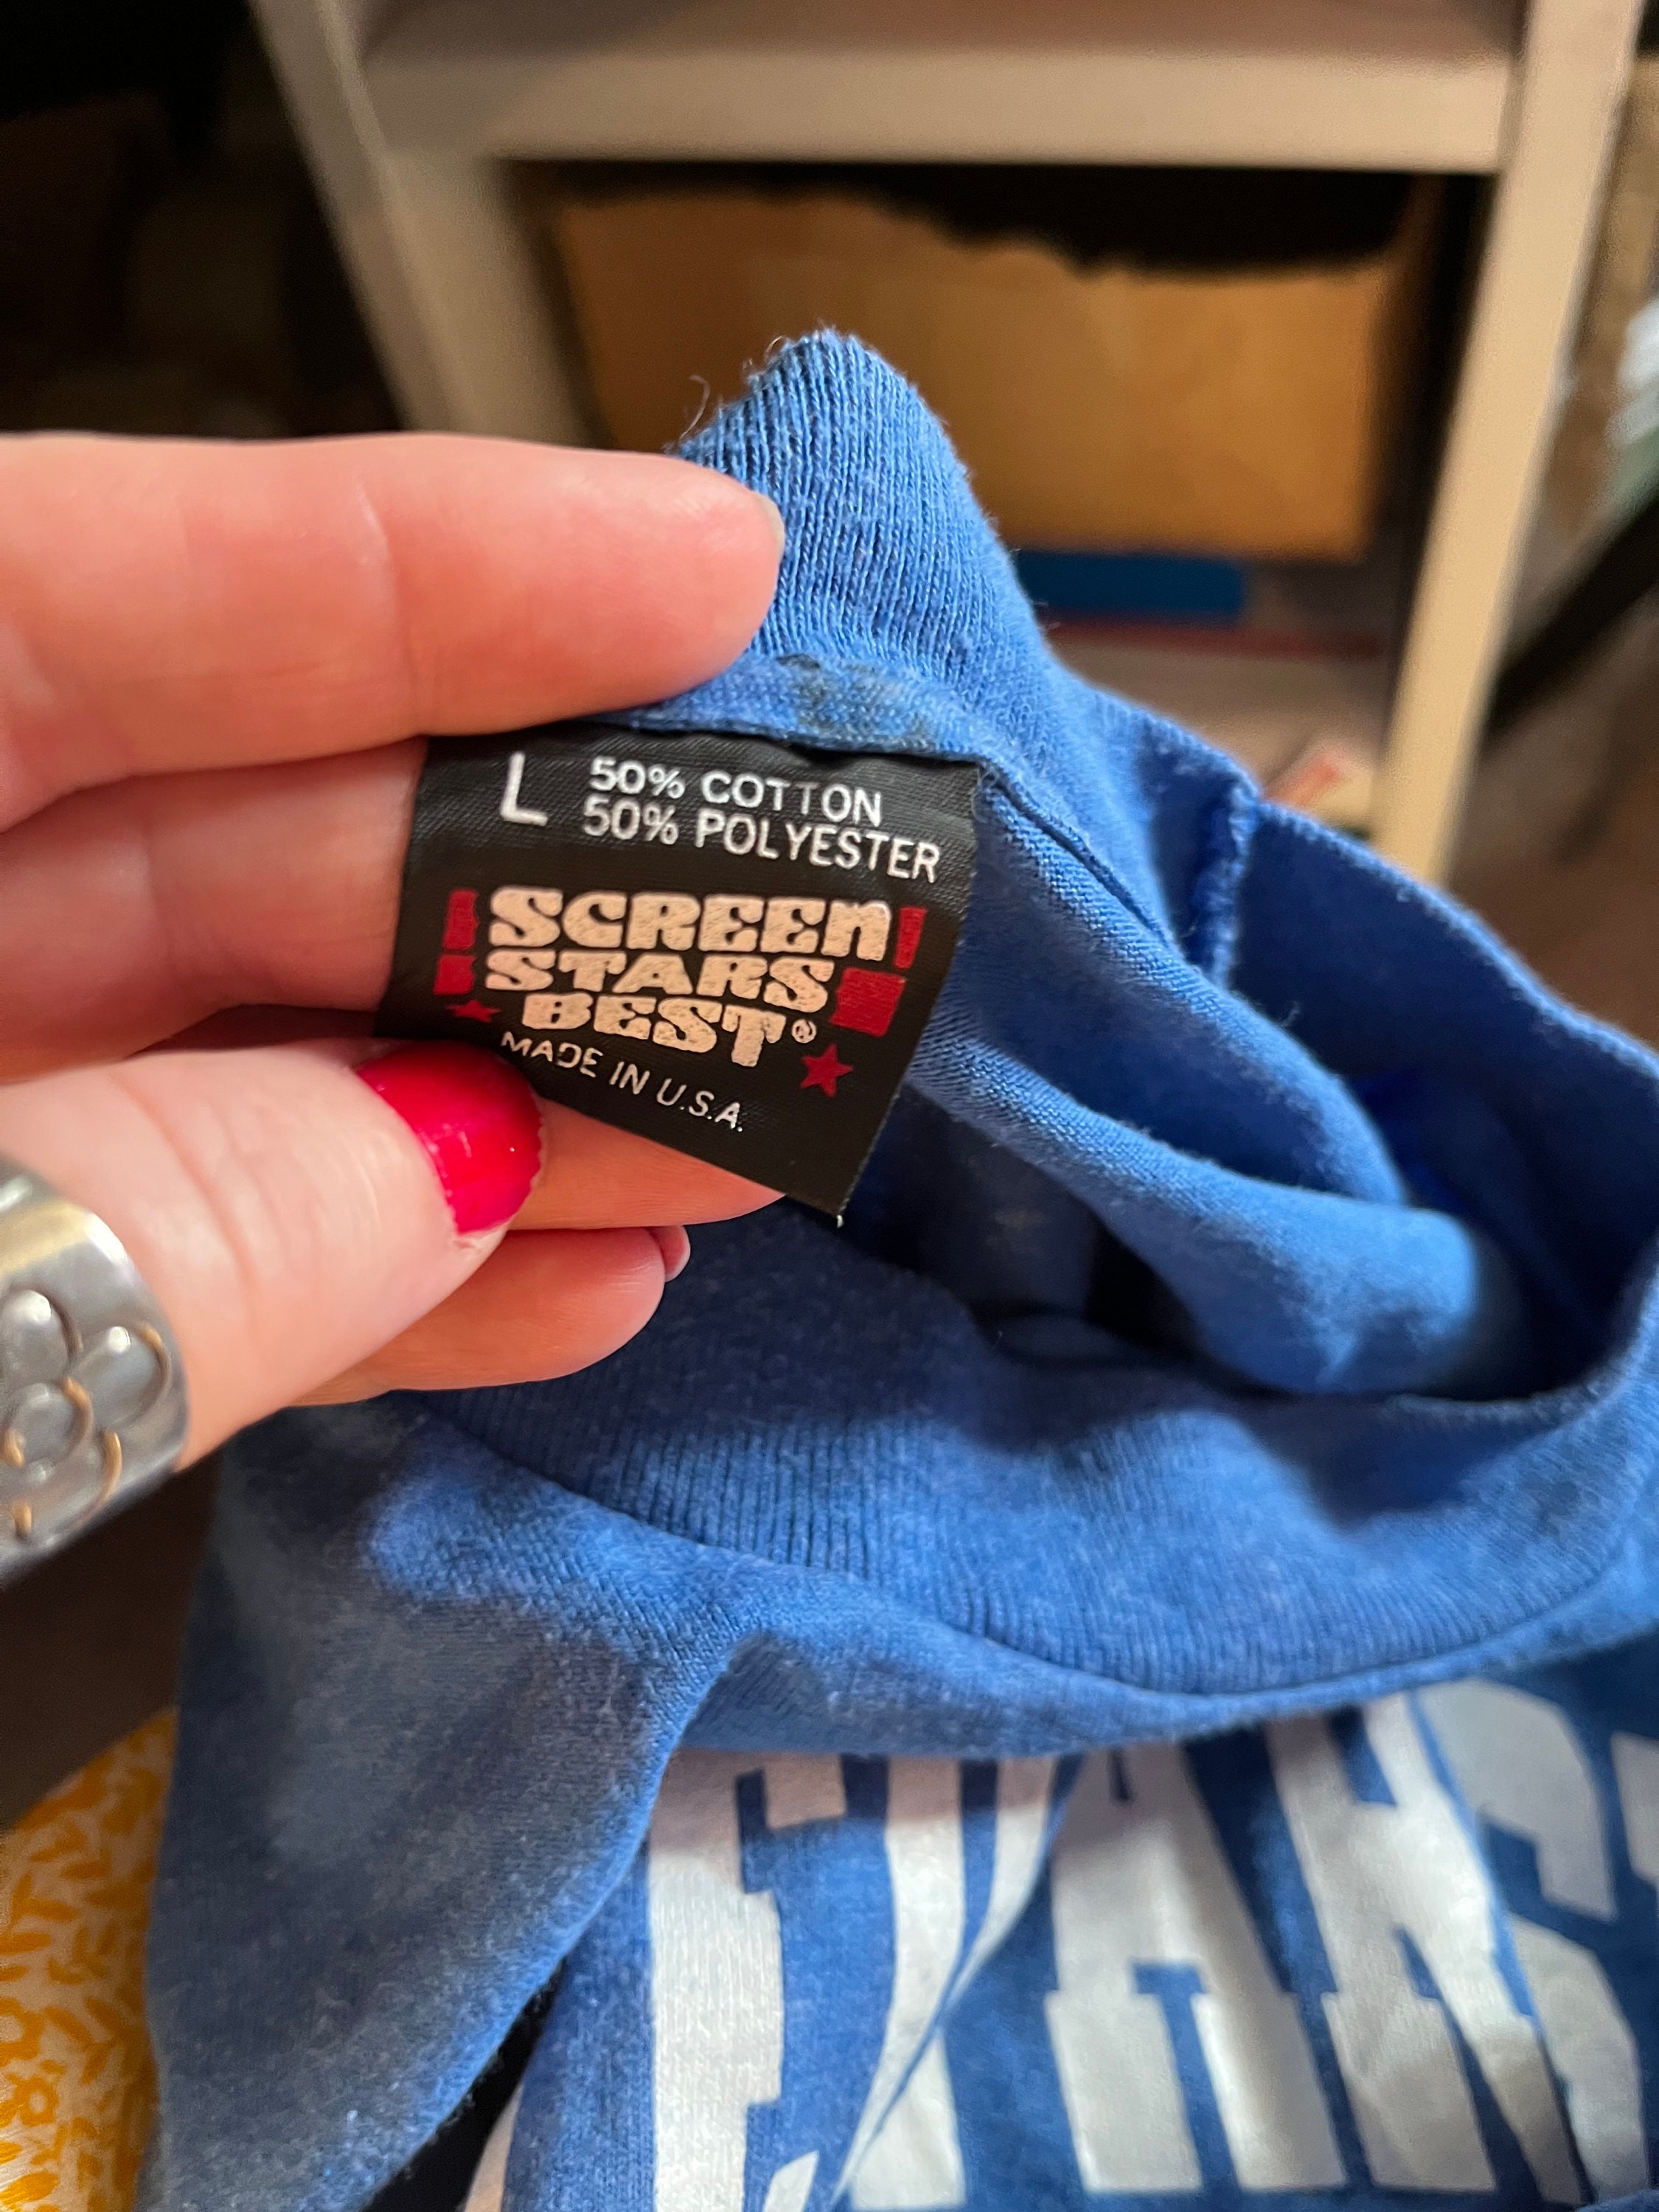 L 50% COTTON
50% POLYESTER
SCREEN
STARS
BEST®
MADE IN U.S.A.